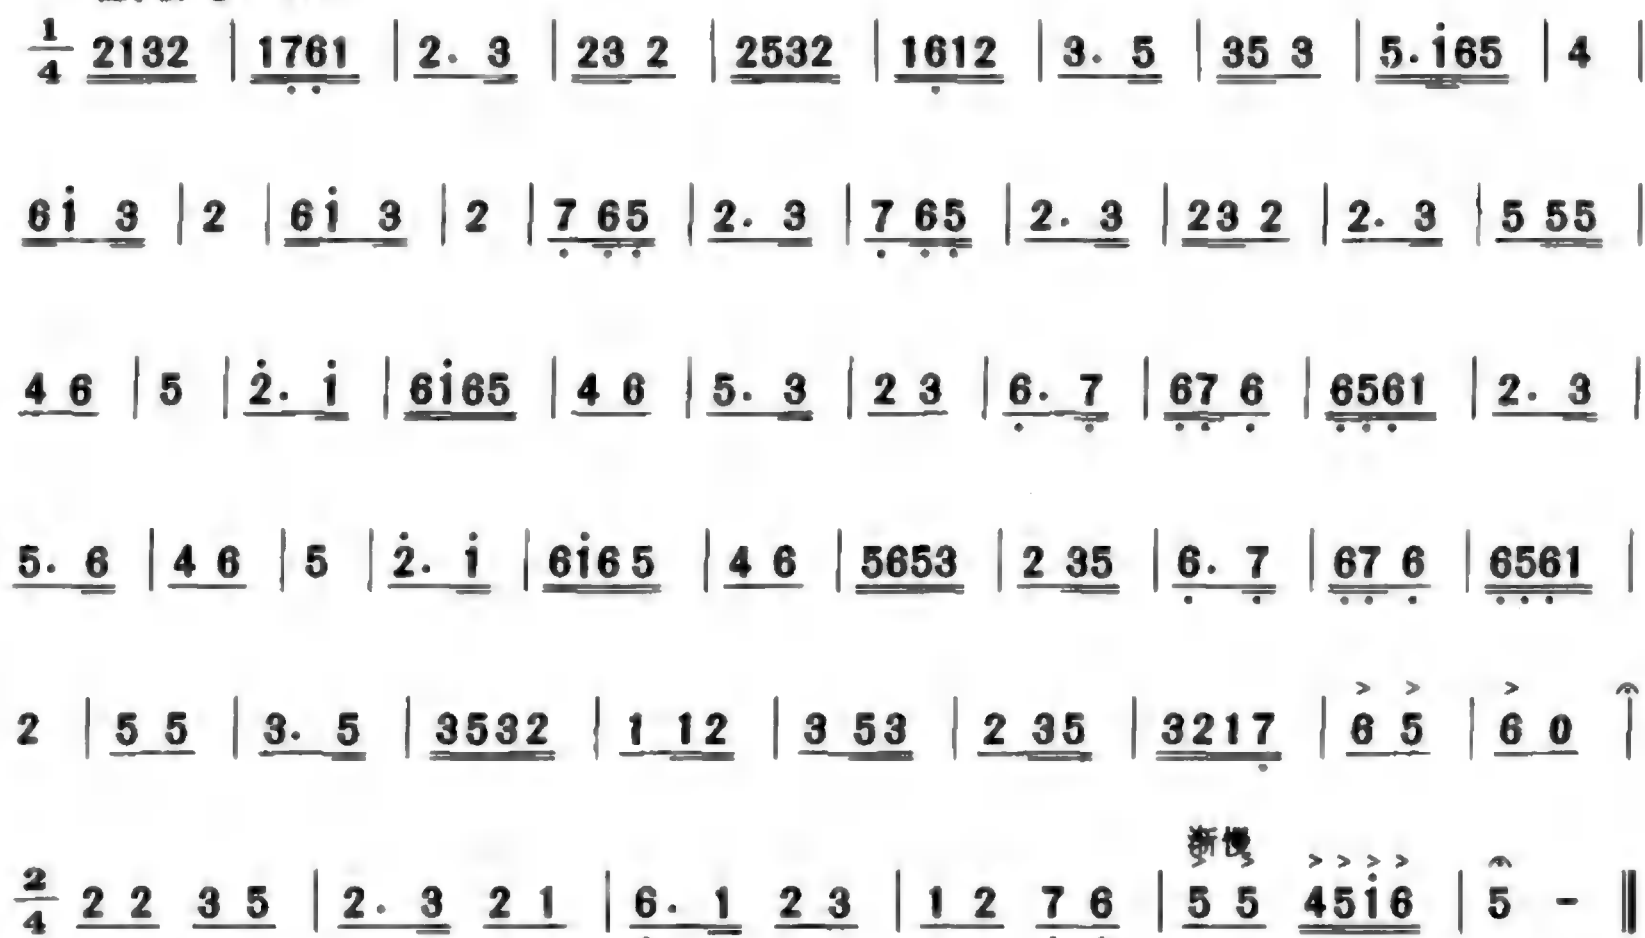 1/4 2132 | 1761 | 2. 3 | 23 2 | 2532 | 1612 | 3. 5 | 35 3 | 5.i65 | 4 |
6i 3 | 2 | 6i 3 | 2 | 7 65 | 2. 3 | 7 65 | 2. 3 | 23 2 | 2. 3 | 5 55 |
4 6 | 5 | 2̇. i | 6i65 | 4 6 | 5. 3 | 2 3 | 6. 7 | 67 6 | 6561 | 2. 3 |
5. 6 | 4 6 | 5 | 2̇. i | 6i65 | 4 6 | 5653 | 2 35 | 6. 7 | 67 6 | 6561 |
2 | 5 5 | 3. 5 | 3532 | 1 12 | 3 53 | 2 35 | 3217 | 6 5 | 6 0 |
渐慢
2/4 2 2 3 5 | 2. 3 2 1 | 6. 1 2 3 | 1 2 7 6 | 5 5 45i6 | 5 - ‖